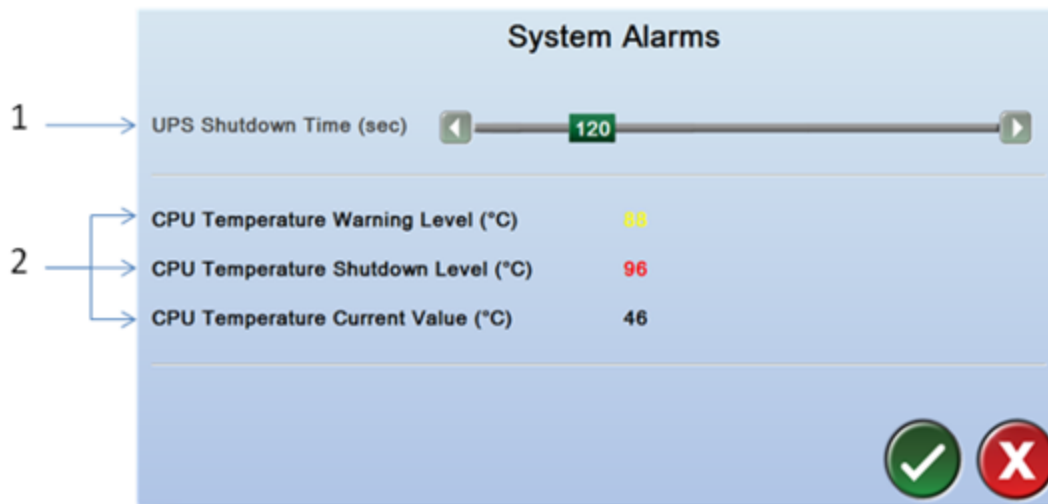 System Alarms
1 UPS Shutdown Time (sec) 120
CPU Temperature Warning Level (°C) 88
2 CPU Temperature Shutdown Level (°C) 96
CPU Temperature Current Value (°C) 46
X